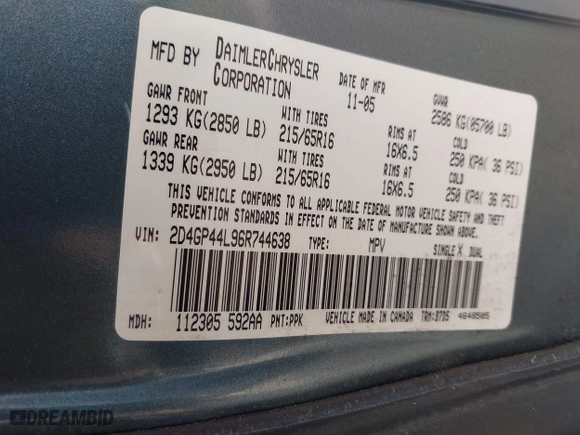 MFD BY DAIMLERCHRYSLER CORPORATION DATE OF MFR 11-05 GVWR 2586 KG(05700 LB)
GAWR FRONT WITH TIRES RIMS AT COLD
1293 KG(2850 LB) 215/65R16 16X6.5 250 KPA( 36 PSI)
GAWR REAR WITH TIRES RIMS AT COLD
1339 KG(2950 LB) 215/65R16 16X6.5 250 KPA( 36 PSI)
THIS VEHICLE CONFORMS TO ALL APPLICABLE FEDERAL MOTOR VEHICLE SAFETY AND THEFT
PREVENTION STANDARDS IN EFFECT ON THE DATE OF MANUFACTURE SHOWN ABOVE.
VIN: 2D4GP44L96R744638 TYPE: MPV SINGLE X DUAL
MDH: 112305 592AA PNT:PPK VEHICLE MADE IN CANADA TRM:B7DS 4648505
DREAMBID